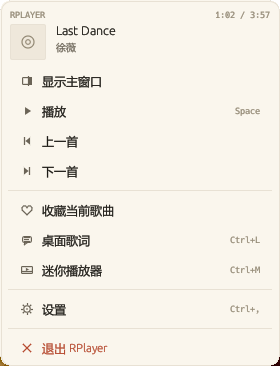 RPLAYER 1:02 / 3:57
Last Dance
徐薇
显示主窗口
播放 Space
上一首
下一首
收藏当前歌曲
桌面歌词 Ctrl+L
迷你播放器 Ctrl+M
设置 Ctrl+,
退出 RPlayer